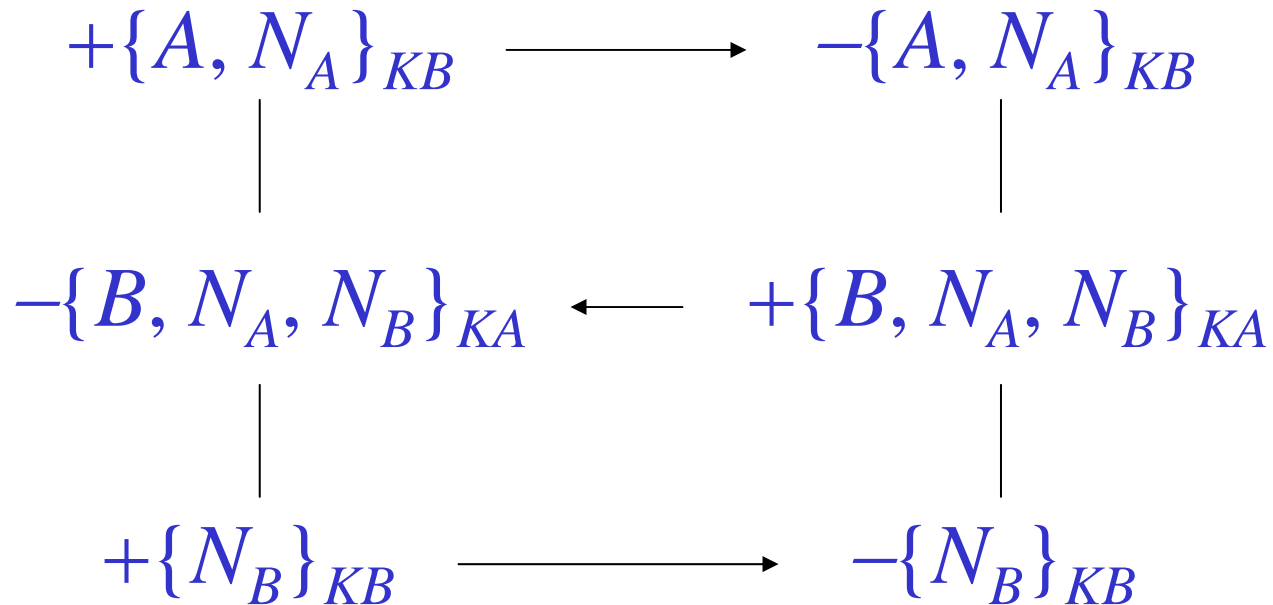 +{A, N_A}_KB −{A, N_A}_KB
−{B, N_A, N_B}_KA +{B, N_A, N_B}_KA
+{N_B}_KB −{N_B}_KB